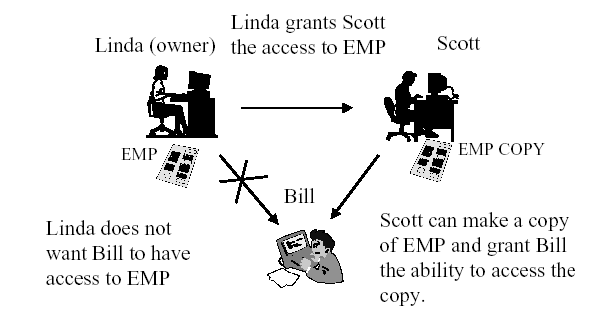 Linda grants Scott
the access to EMP
Linda (owner)
Scott
EMP
EMP COPY
Bill
Linda does not
want Bill to have
access to EMP
Scott can make a copy
of EMP and grant Bill
the ability to access the
copy.